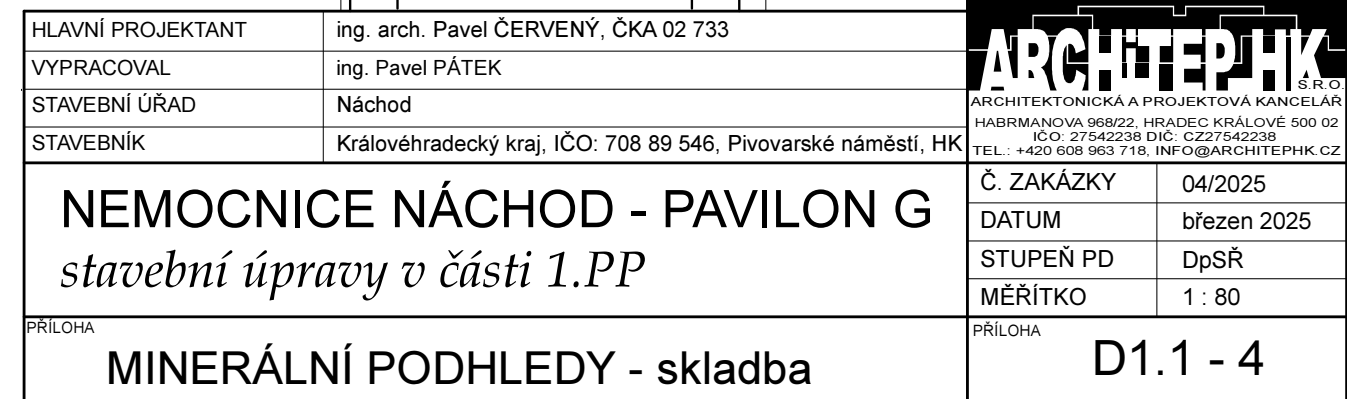 HLAVNÍ PROJEKTANT ing. arch. Pavel ČERVENÝ, ČKA 02 733
VYPRACOVAL ing. Pavel PÁTEK
STAVEBNÍ ÚŘAD Náchod
STAVEBNÍK Královéhradecký kraj, IČO: 708 89 546, Pivovarské náměstí, HK
ARCHiTEP HK
S.R.O.
ARCHITEKTONICKÁ A PROJEKTOVÁ KANCELÁŘ
HABRMANOVA 968/22, HRADEC KRÁLOVÉ 500 02
IČO: 27542238 DIČ: CZ27542238
TEL.: +420 608 963 718, INFO@ARCHITEPHK.CZ
NEMOCNICE NÁCHOD - PAVILON G
stavební úpravy v části 1.PP
Č. ZAKÁZKY 04/2025
DATUM březen 2025
STUPEŇ PD DpSŘ
MĚŘÍTKO 1 : 80
PŘÍLOHA
MINERÁLNÍ PODHLEDY - skladba
PŘÍLOHA
D1.1 - 4